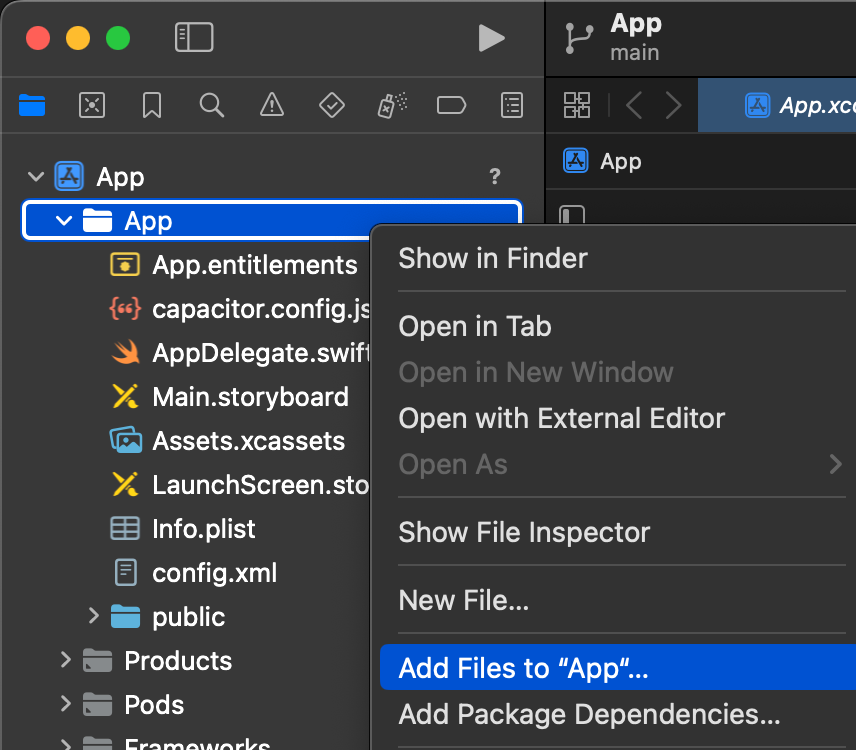 App
main
App.xc
App
?
App
App
App.entitlements
capacitor.config.js
AppDelegate.swift
Main.storyboard
Assets.xcassets
LaunchScreen.sto
Info.plist
config.xml
public
Products
Pods
Frameworks
Show in Finder
Open in Tab
Open in New Window
Open with External Editor
Open As
Show File Inspector
New File...
Add Files to “App“...
Add Package Dependencies...